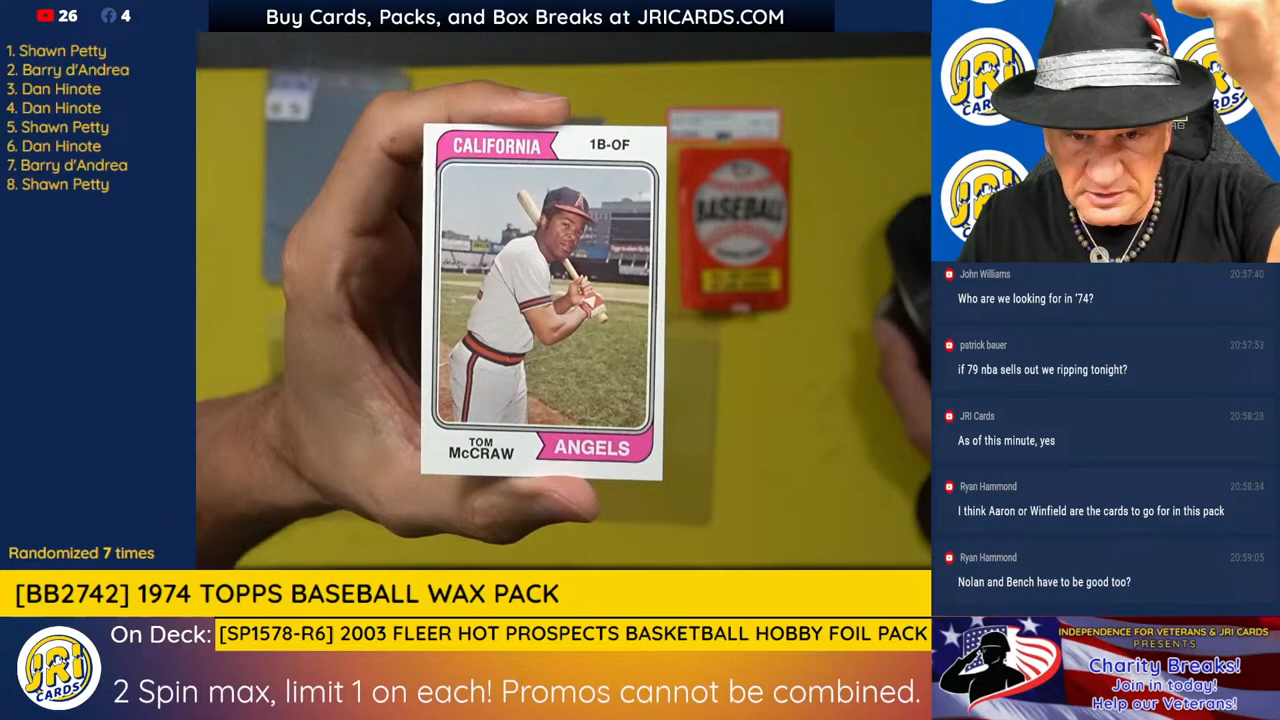 26
4
Buy Cards, Packs, and Box Breaks at JRICARDS.COM
1. Shawn Petty
2. Barry d'Andrea
3. Dan Hinote
4. Dan Hinote
5. Shawn Petty
6. Dan Hinote
7. Barry d'Andrea
8. Shawn Petty
Randomized 7 times
CALIFORNIA
1B-OF
TOM
McCRAW
ANGELS
BASEBALL
JRI
CARDS
John Williams
20:57:40
Who are we looking for in '74?
patrick bauer
20:57:53
if 79 nba sells out we ripping tonight?
JRI Cards
20:58:28
As of this minute, yes
Ryan Hammond
20:58:34
I think Aaron or Winfield are the cards to go for in this pack
Ryan Hammond
20:59:05
Nolan and Bench have to be good too?
[BB2742] 1974 TOPPS BASEBALL WAX PACK
JRI
CARDS
On Deck: [SP1578-R6] 2003 FLEER HOT PROSPECTS BASKETBALL HOBBY FOIL PACK
2 Spin max, limit 1 on each! Promos cannot be combined.
INDEPENDENCE FOR VETERANS & JRI CARDS
PRESENTS
Charity Breaks!
Join in today!
Help our Veterans!